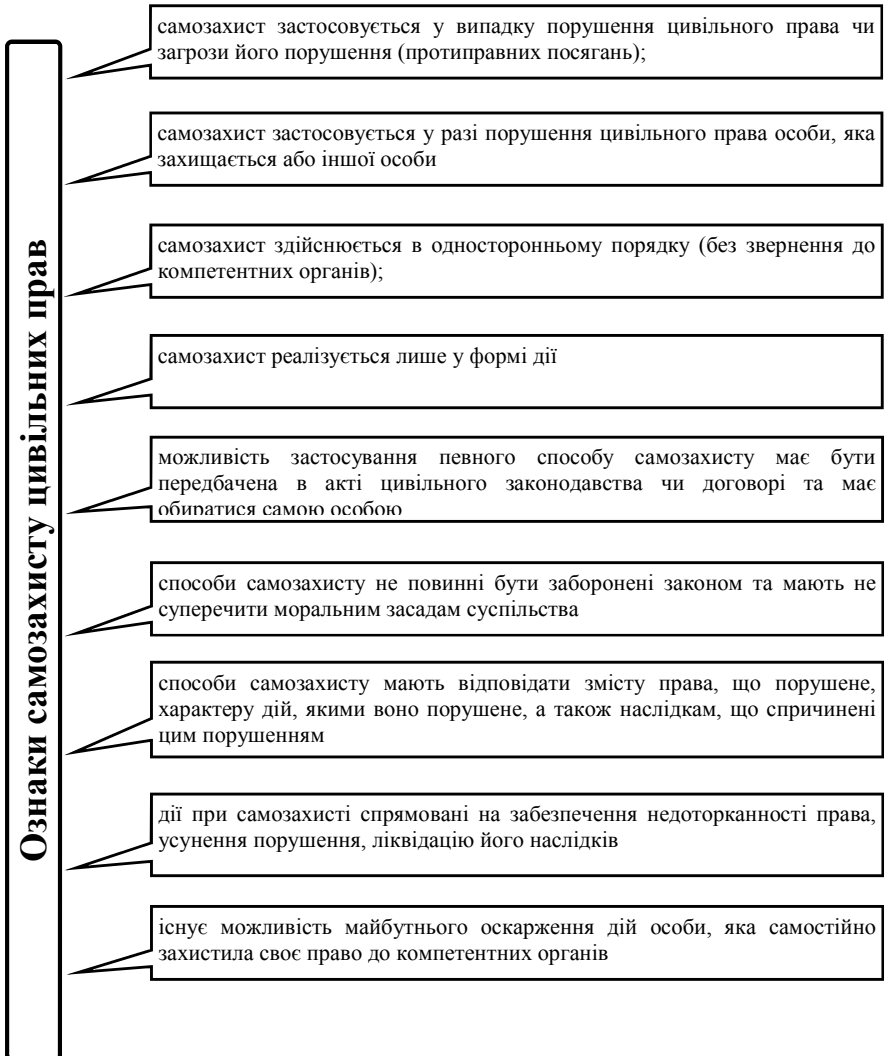 Ознаки самозахисту цивільних прав
самозахист застосовується у випадку порушення цивільного права чи
загрози його порушення (протиправних посягань);
самозахист застосовується у разі порушення цивільного права особи, яка
захищається або іншої особи
самозахист здійснюється в односторонньому порядку (без звернення до
компетентних органів);
самозахист реалізується лише у формі дії
можливість застосування певного способу самозахисту має бути
передбачена в акті цивільного законодавства чи договорі та має
обиратися самою особою
способи самозахисту не повинні бути заборонені законом та мають не
суперечити моральним засадам суспільства
способи самозахисту мають відповідати змісту права, що порушене,
характеру дій, якими воно порушене, а також наслідкам, що спричинені
цим порушенням
дії при самозахисті спрямовані на забезпечення недоторканності права,
усунення порушення, ліквідацію його наслідків
існує можливість майбутнього оскарження дій особи, яка самостійно
захистила своє право до компетентних органів